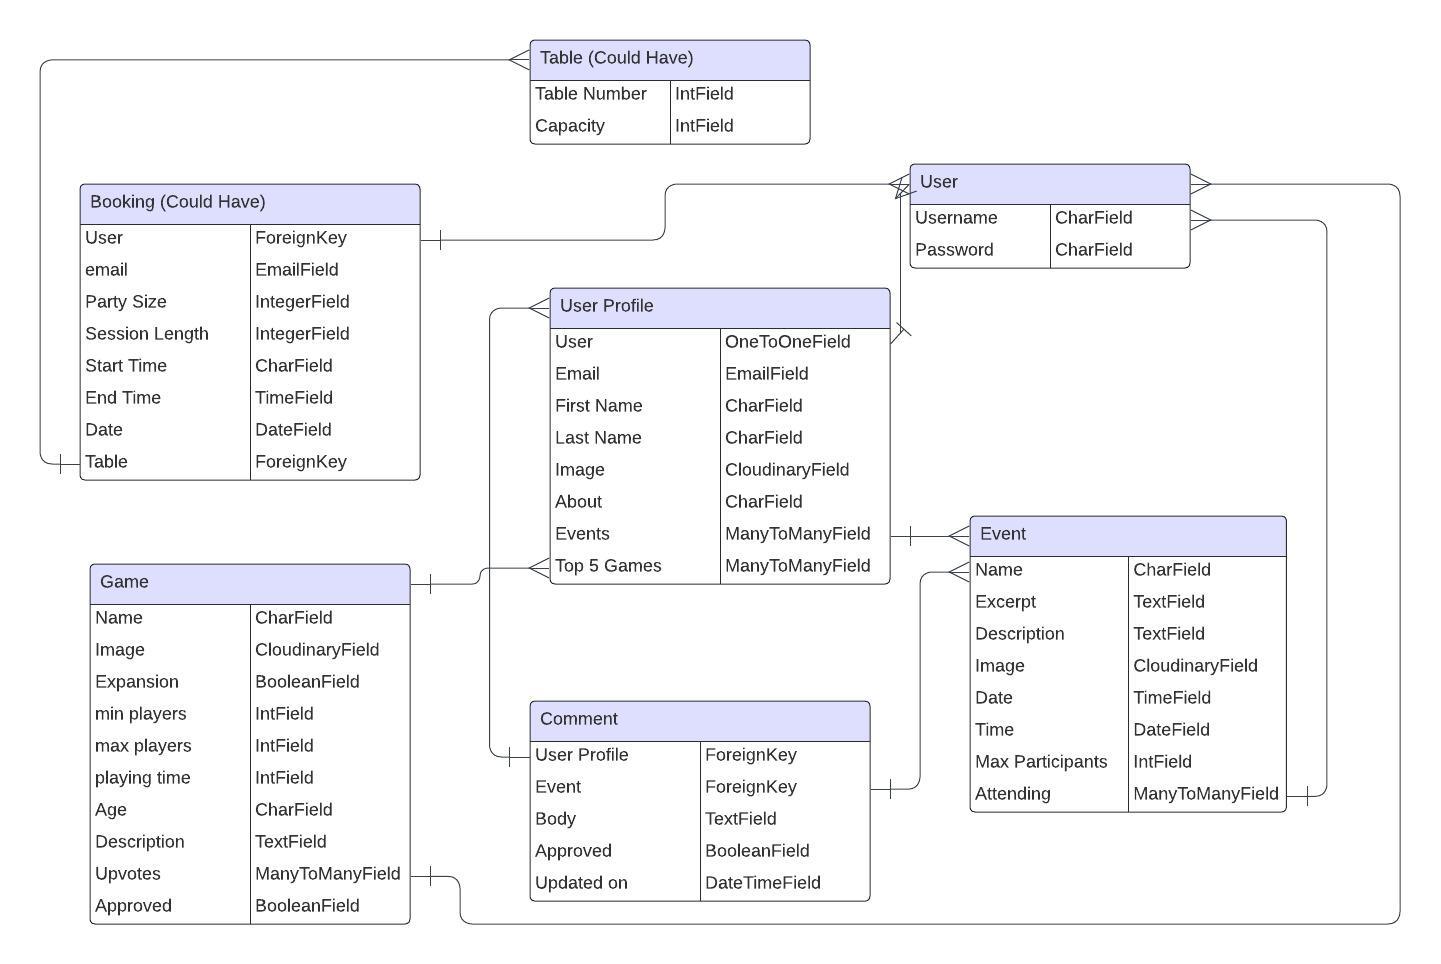 Table (Could Have)
Table Number IntField
Capacity IntField
User
Username CharField
Password CharField
Booking (Could Have)
User ForeignKey
email EmailField
Party Size IntegerField
Session Length IntegerField
Start Time CharField
End Time TimeField
Date DateField
Table ForeignKey
User Profile
User OneToOneField
Email EmailField
First Name CharField
Last Name CharField
Image CloudinaryField
About CharField
Events ManyToManyField
Top 5 Games ManyToManyField
Event
Name CharField
Excerpt TextField
Description TextField
Image CloudinaryField
Date TimeField
Time DateField
Max Participants IntField
Attending ManyToManyField
Game
Name CharField
Image CloudinaryField
Expansion BooleanField
min players IntField
max players IntField
playing time IntField
Age CharField
Description TextField
Upvotes ManyToManyField
Approved BooleanField
Comment
User Profile ForeignKey
Event ForeignKey
Body TextField
Approved BooleanField
Updated on DateTimeField